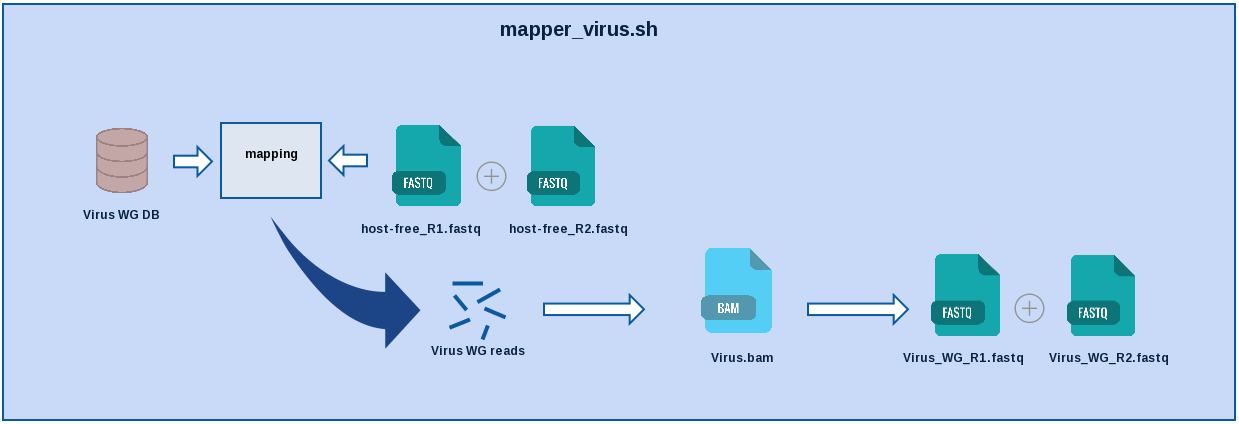 mapper_virus.sh
mapping
FASTQ
FASTQ
Virus WG DB
host-free_R1.fastq
host-free_R2.fastq
Virus WG reads
BAM
Virus.bam
FASTQ
FASTQ
Virus_WG_R1.fastq
Virus_WG_R2.fastq